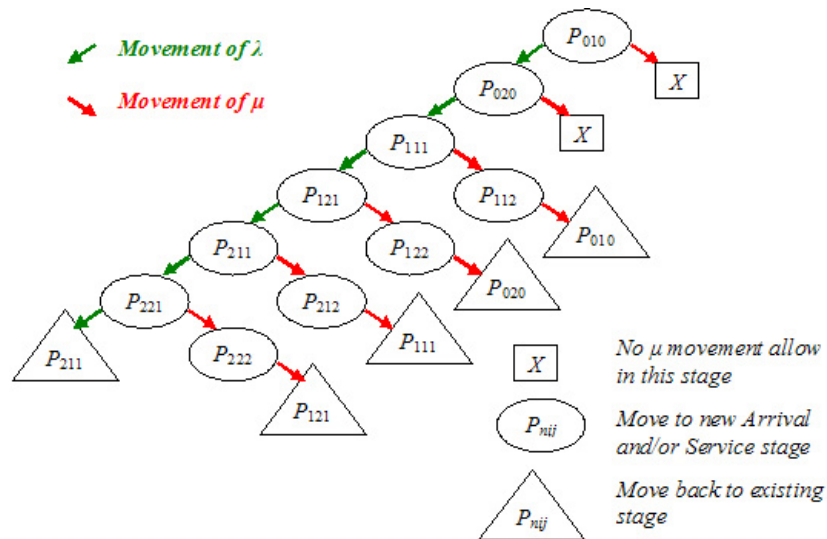 P010
Movement of λ
X
P020
Movement of μ
X
P111
P121
P112
P211
P122
P010
P221
P212
P020
P211
P222
P111
X
No μ movement allow
in this stage
P121
Pnij
Move to new Arrival
and/or Service stage
Pnij
Move back to existing
stage